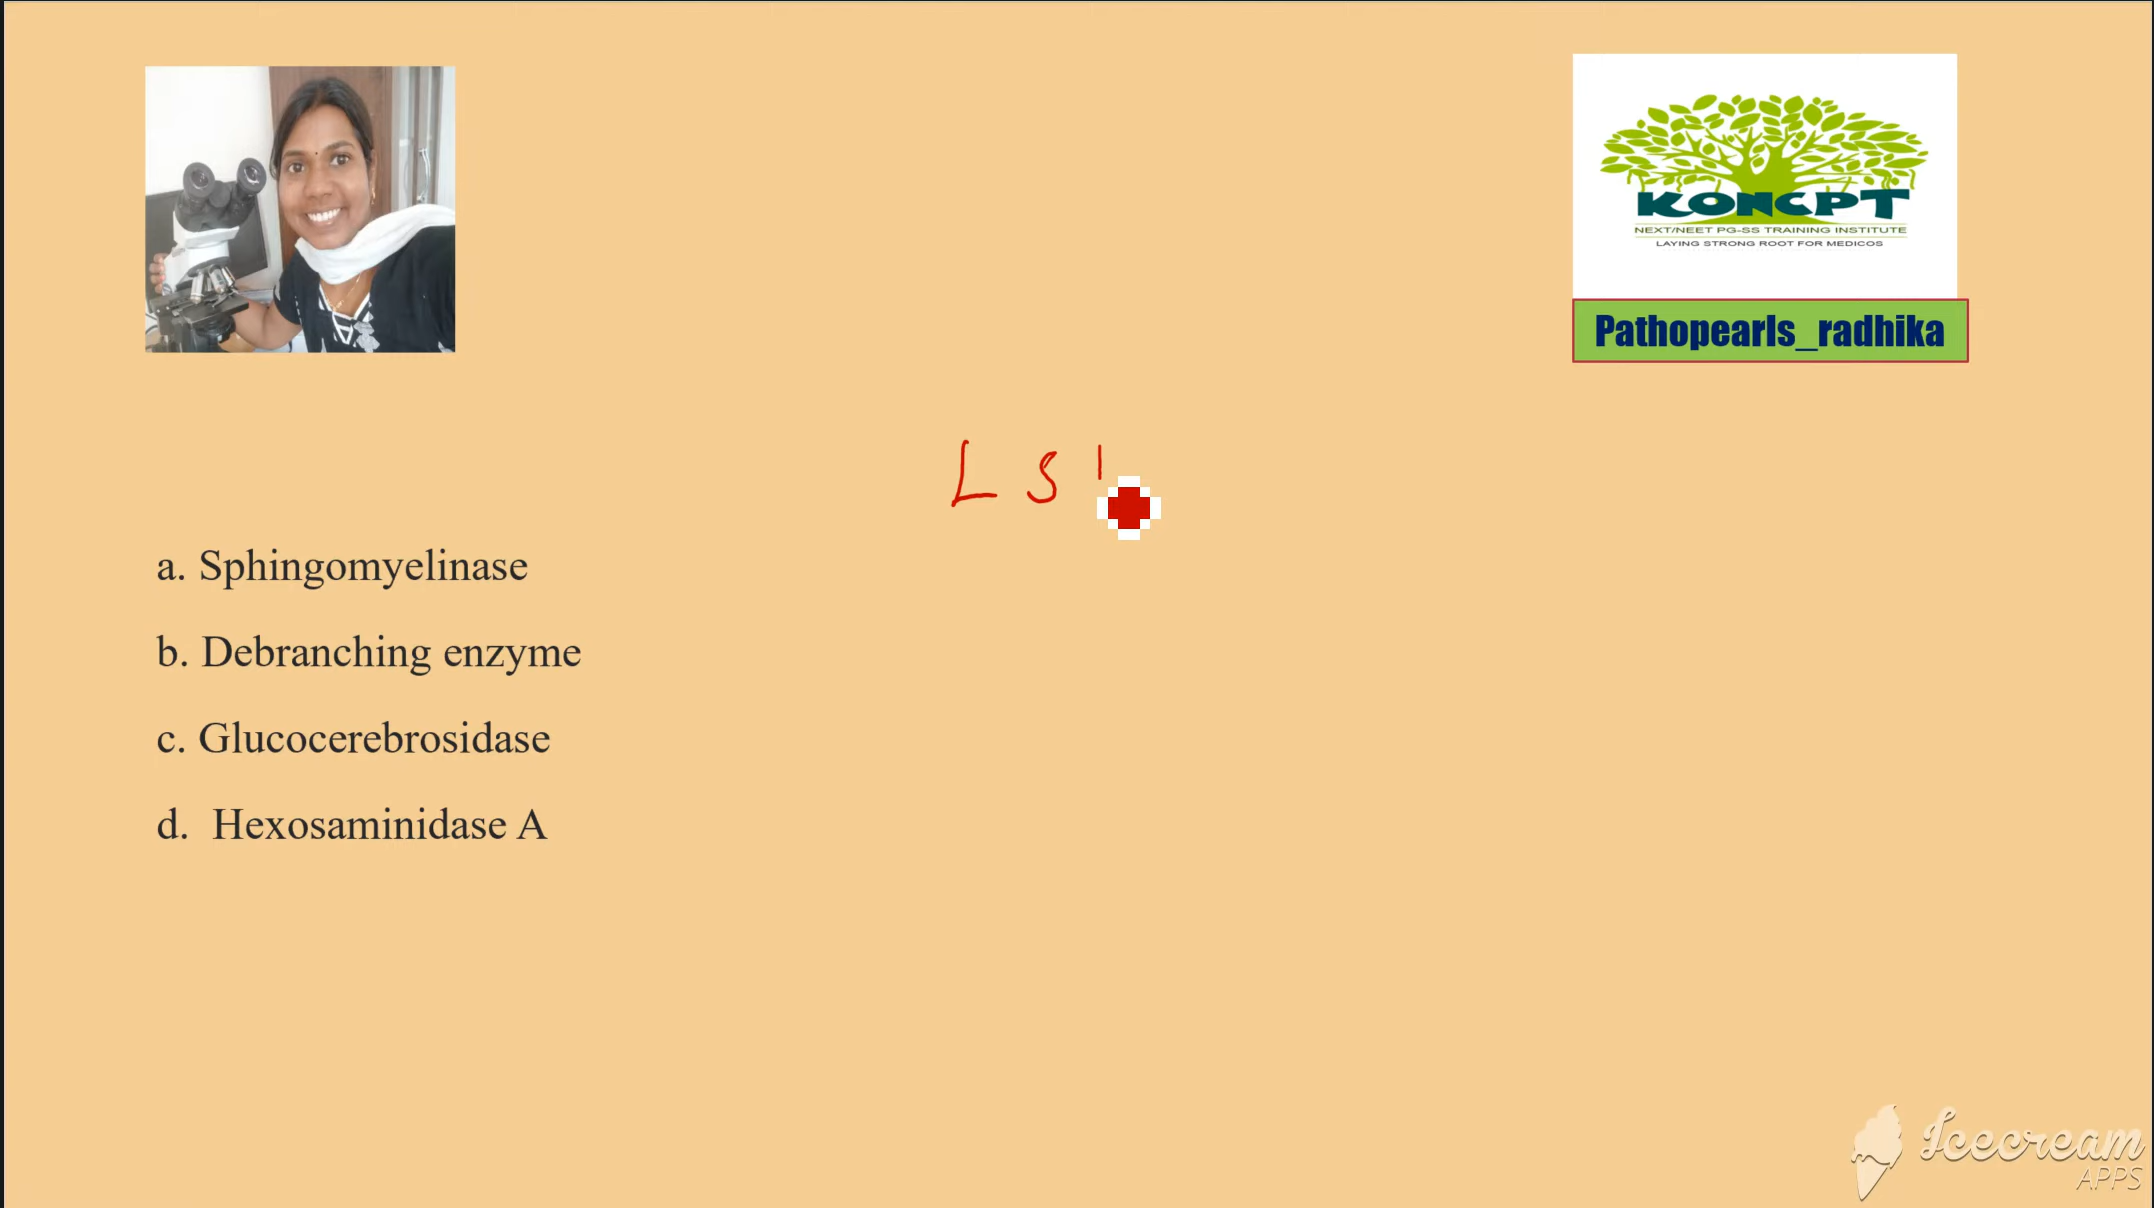 KONCPT
NEXT/NEET PG-SS TRAINING INSTITUTE
LAYING STRONG ROOT FOR MEDICOS
Pathopearls_radhika
L S
a. Sphingomyelinase
b. Debranching enzyme
c. Glucocerebrosidase
d. Hexosaminidase A
Icecream
APPS